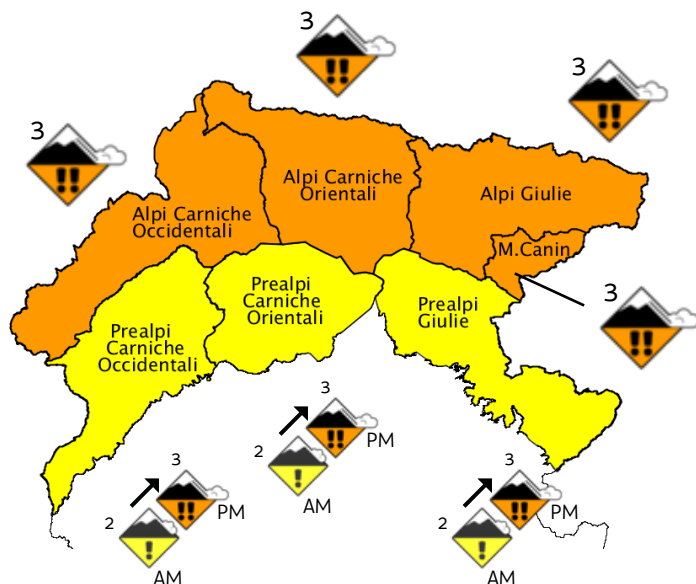 3
3
3
Alpi Carniche
Orientali
Alpi Giulie
Alpi Carniche
Occidentali
M.Canin
3
Prealpi
Carniche
Orientali
Prealpi
Giulie
Prealpi
Carniche
Occidentali
3
!!
PM
2
!
AM
3
!!
PM
2
!
AM
3
!!
PM
2
!
AM